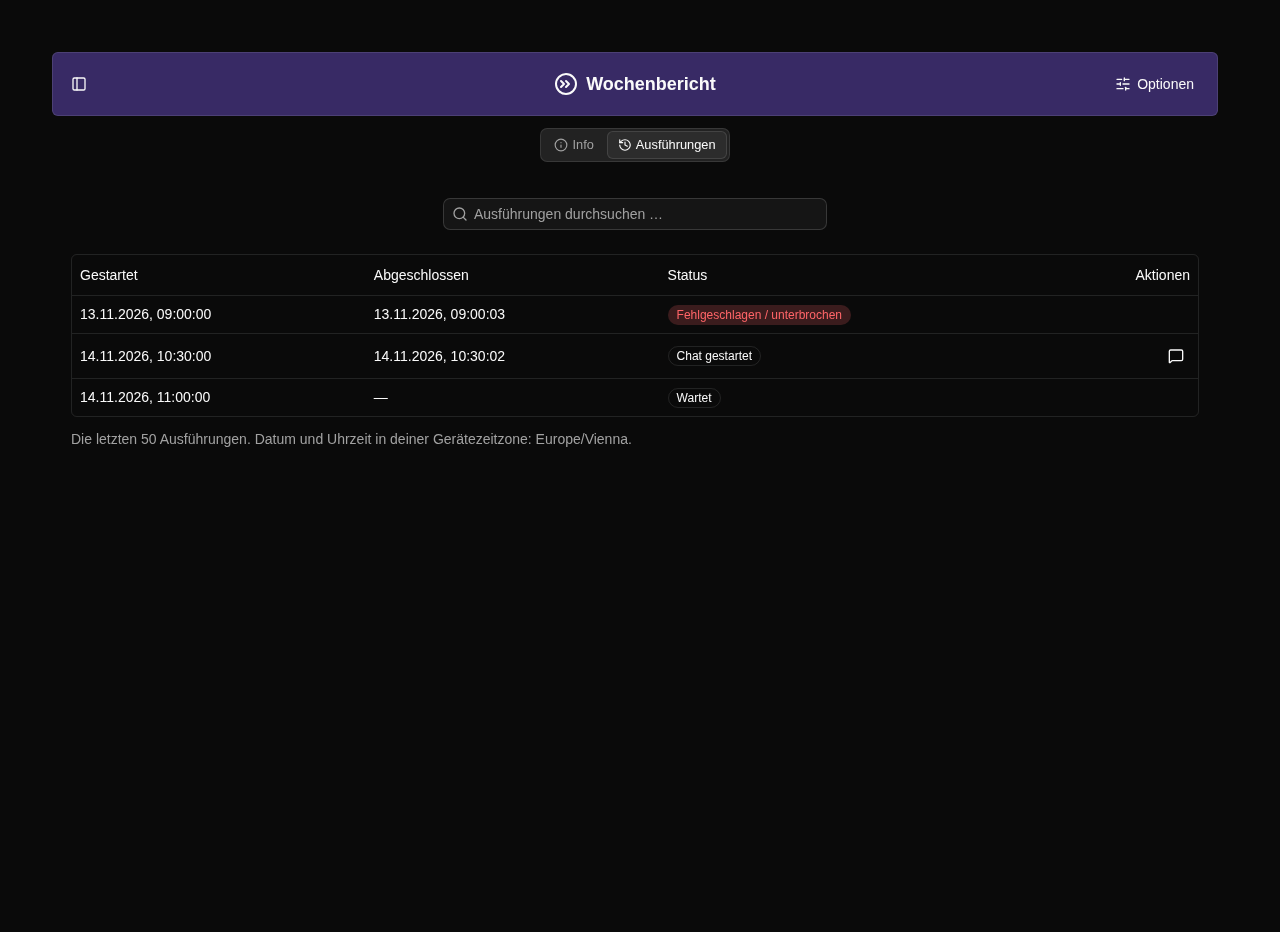 Wochenbericht
Optionen
Info
Ausführungen
Ausführungen durchsuchen …
Gestartet Abgeschlossen Status Aktionen
13.11.2026, 09:00:00 13.11.2026, 09:00:03 Fehlgeschlagen / unterbrochen
14.11.2026, 10:30:00 14.11.2026, 10:30:02 Chat gestartet
14.11.2026, 11:00:00 — Wartet
Die letzten 50 Ausführungen. Datum und Uhrzeit in deiner Gerätezeitzone: Europe/Vienna.